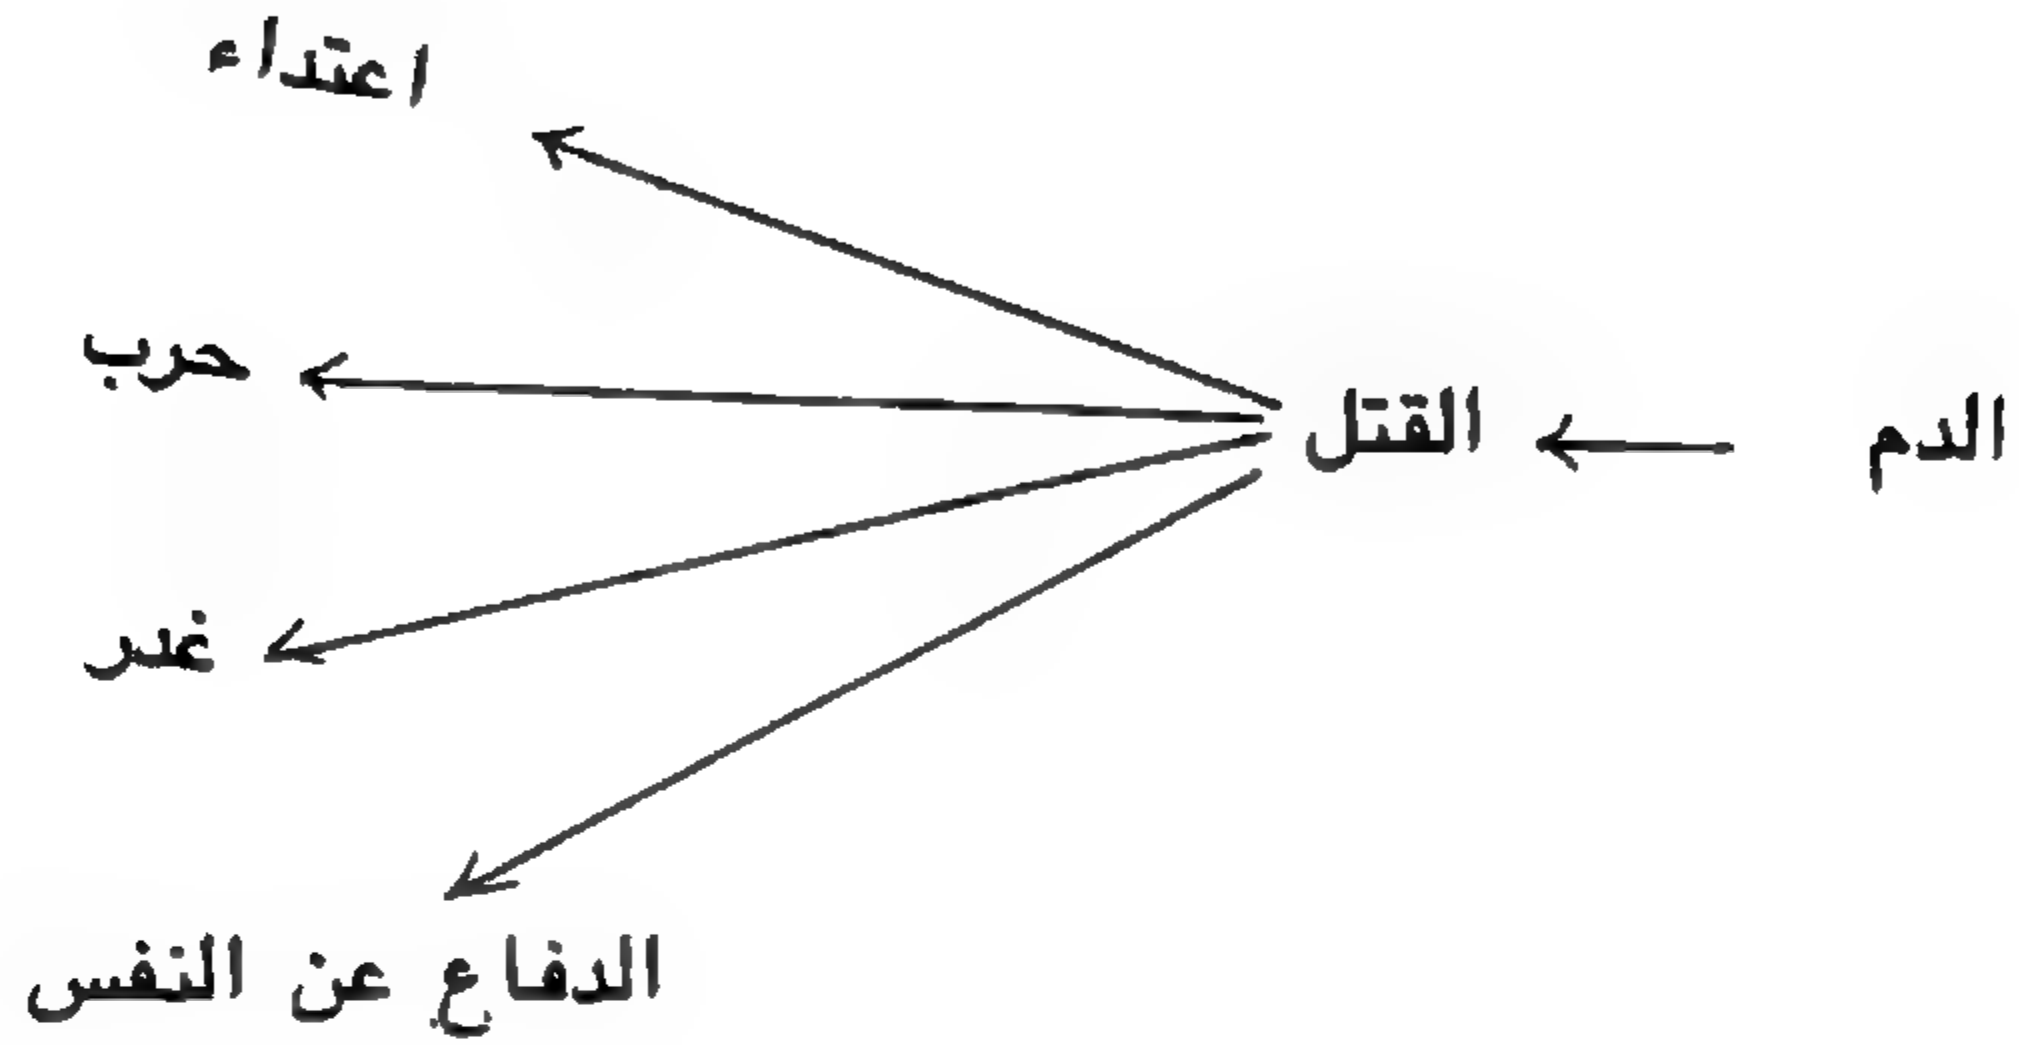 اعتداء
حرب
الدم
القتل
غدر
الدفاع عن النفس